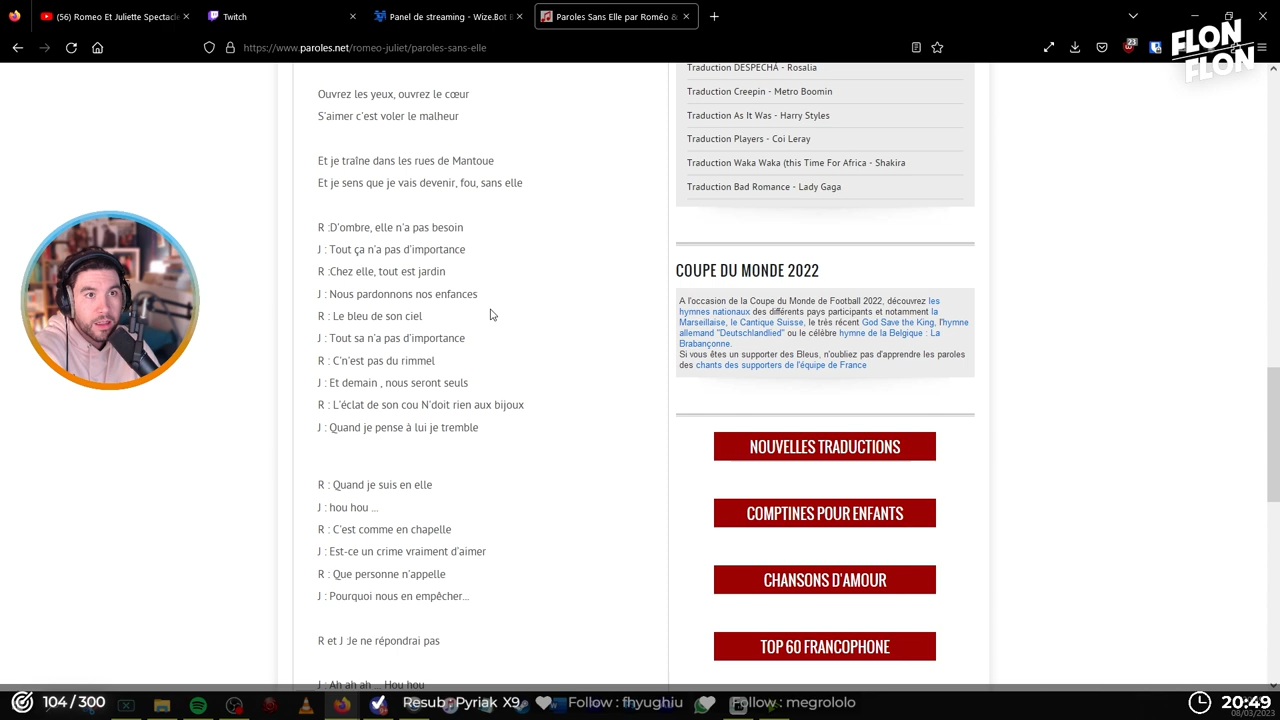 (56) Romeo Et Juliette Spectacle
Twitch
Panel de streaming - Wize.Bot
Paroles Sans Elle par Roméo &
https://www.paroles.net/romeo-juliet/paroles-sans-elle
23
FLON
FLON
Ouvrez les yeux, ouvrez le cœur
S'aimer c'est voler le malheur
Et je traîne dans les rues de Mantoue
Et je sens que je vais devenir, fou, sans elle
R :D'ombre, elle n'a pas besoin
J : Tout ça n'a pas d'importance
R :Chez elle, tout est jardin
J : Nous pardonnons nos enfances
R : Le bleu de son ciel
J : Tout sa n'a pas d'importance
R : C'n'est pas du rimmel
J : Et demain , nous seront seuls
R : L'éclat de son cou N'doit rien aux bijoux
J : Quand je pense à lui je tremble
R : Quand je suis en elle
J : hou hou ...
R : C'est comme en chapelle
J : Est-ce un crime vraiment d'aimer
R : Que personne n'appelle
J : Pourquoi nous en empêcher...
R et J :Je ne répondrai pas
J : Ah ah ah ... Hou hou
Traduction DESPECHÁ - Rosalia
Traduction Creepin - Metro Boomin
Traduction As It Was - Harry Styles
Traduction Players - Coi Leray
Traduction Waka Waka (this Time For Africa - Shakira
Traduction Bad Romance - Lady Gaga
COUPE DU MONDE 2022
A l'occasion de la Coupe du Monde de Football 2022, découvrez les
hymnes nationaux des différents pays participants et notamment la
Marseillaise, le Cantique Suisse, le trés récent God Save the King, l'hymne
allemand "Deutschlandlied" ou le célèbre hymne de la Belgique : La
Brabançonne.
Si vous êtes un supporter des Bleus, n'oubliez pas d'apprendre les paroles
des chants des supporters de l'équipe de France
NOUVELLES TRADUCTIONS
COMPTINES POUR ENFANTS
CHANSONS D'AMOUR
TOP 60 FRANCOPHONE
104 / 300
Resub : Pyriak X9
Follow : fhyughiu
Follow : megrololo
20:49
08/03/2023